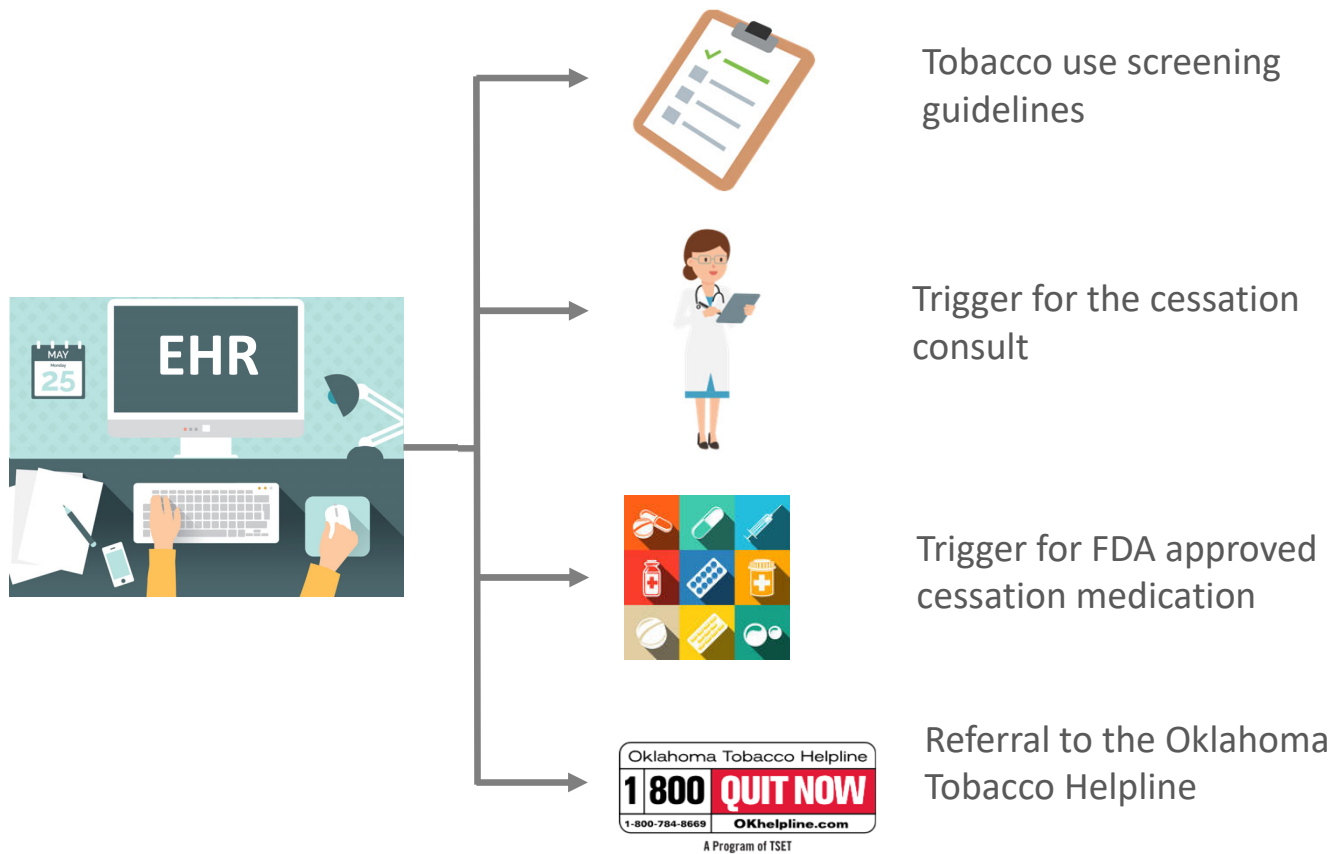 Tobacco use screening
guidelines
MAY
Monday
25
EHR
Trigger for the cessation
consult
Trigger for FDA approved
cessation medication
Oklahoma Tobacco Helpline
1 800 QUIT NOW
1-800-784-8669 OKhelpline.com
A Program of TSET
Referral to the Oklahoma
Tobacco Helpline